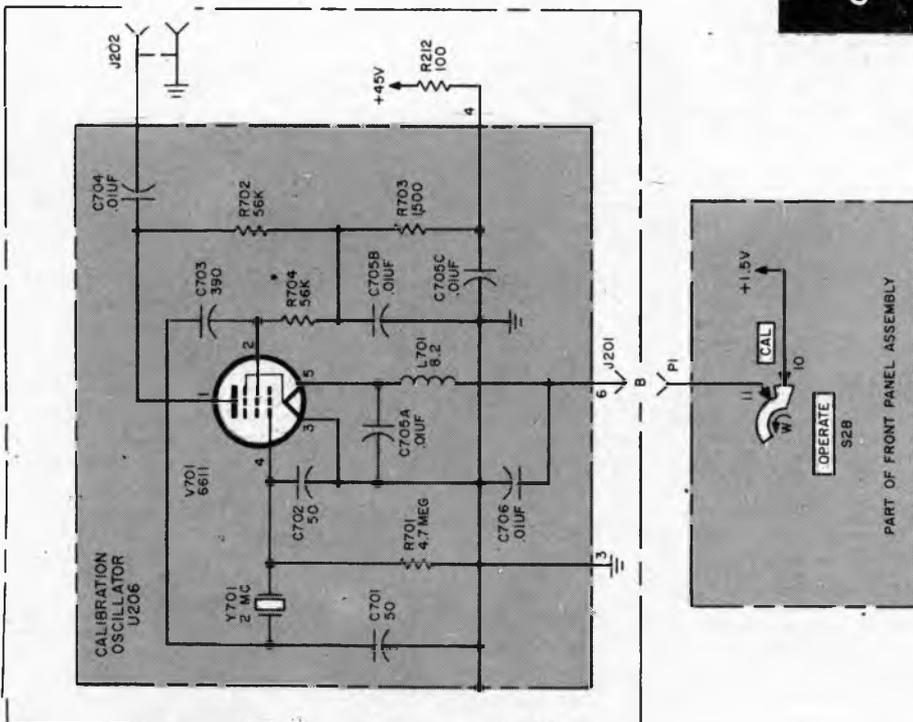 J202
R212
100
+45V
4
C704
.01UF
R702
56K
R703
1,500
C703
390
R704
56K
C705B
.01UF
C705C
.01UF
2
1
5
3
4
V701
6611
L701
8.2
C705A
.01UF
C702
50
R701
4.7 MEG
C706
.01UF
CALIBRATION
OSCILLATOR
U206
Y701
2 MC
C701
50
3
6
J201
B
P1
+1.5V
CAL
10
11
W
OPERATE
S2B
PART OF FRONT PANEL ASSEMBLY